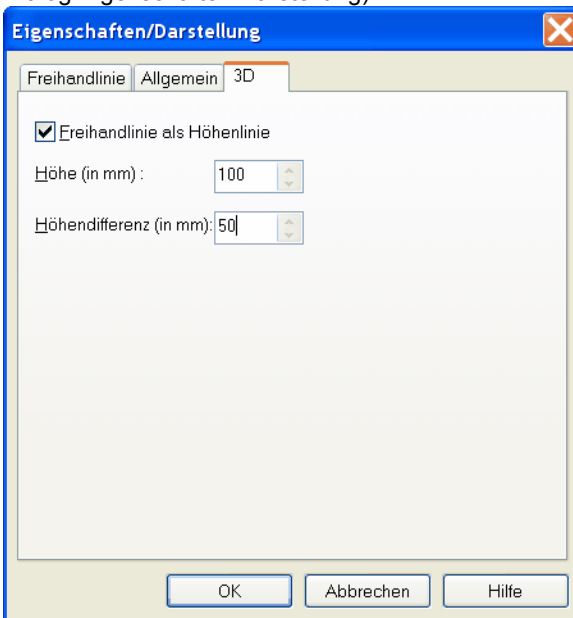 Eigenschaften/Darstellung
Freihandlinie Allgemein 3D
Freihandlinie als Höhenlinie
Höhe (in mm) : 100
Höhendifferenz (in mm): 50
OK Abbrechen Hilfe